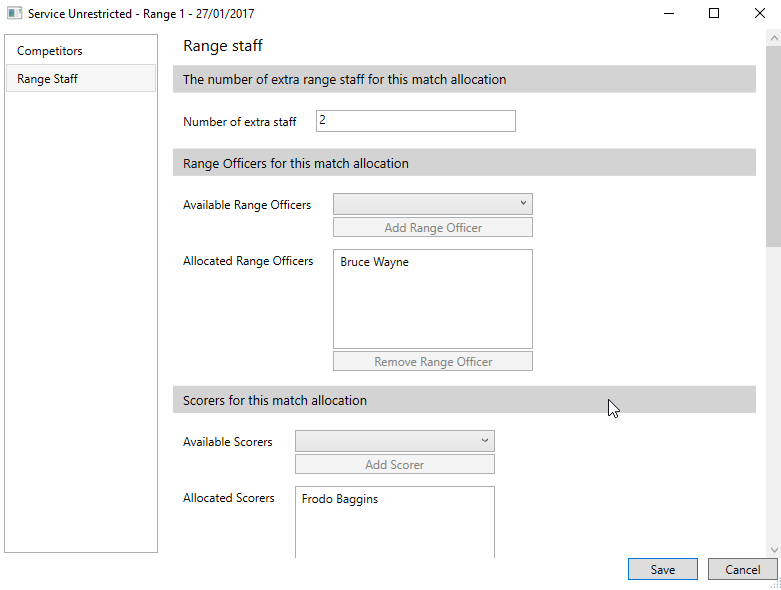 Service Unrestricted - Range 1 - 27/01/2017
Competitors
Range Staff
Range staff
The number of extra range staff for this match allocation
Number of extra staff 2
Range Officers for this match allocation
Available Range Officers
Add Range Officer
Allocated Range Officers Bruce Wayne
Remove Range Officer
Scorers for this match allocation
Available Scorers
Add Scorer
Allocated Scorers Frodo Baggins
Save Cancel